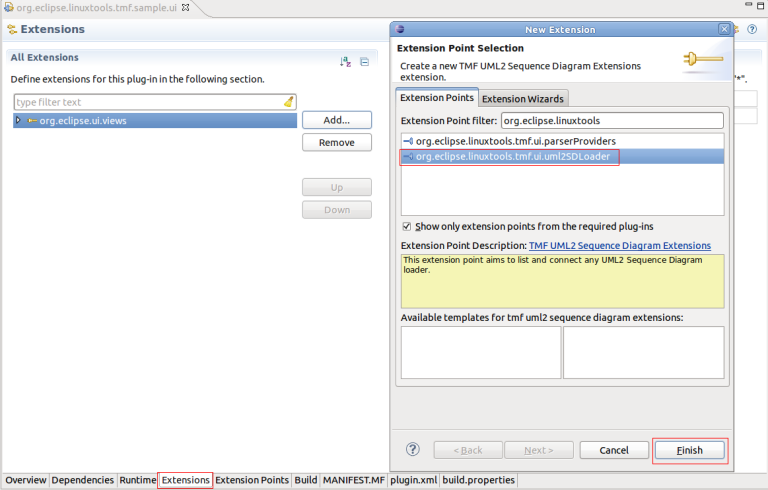 org.eclipse.linuxtools.tmf.sample.ui
Extensions
All Extensions
Define extensions for this plug-in in the following section.
type filter text
org.eclipse.ui.views
Add...
Remove
Up
Down
New Extension
Extension Point Selection
Create a new TMF UML2 Sequence Diagram Extensions
extension.
Extension Points
Extension Wizards
Extension Point filter:
org.eclipse.linuxtools
org.eclipse.linuxtools.tmf.ui.parserProviders
org.eclipse.linuxtools.tmf.ui.uml2SDLoader
Show only extension points from the required plug-ins
Extension Point Description: TMF UML2 Sequence Diagram Extensions
This extension point aims to list and connect any UML2 Sequence Diagram
loader.
Available templates for tmf uml2 sequence diagram extensions:
< Back
Next >
Cancel
Finish
"*".
Overview Dependencies Runtime Extensions Extension Points Build MANIFEST.MF plugin.xml build.properties